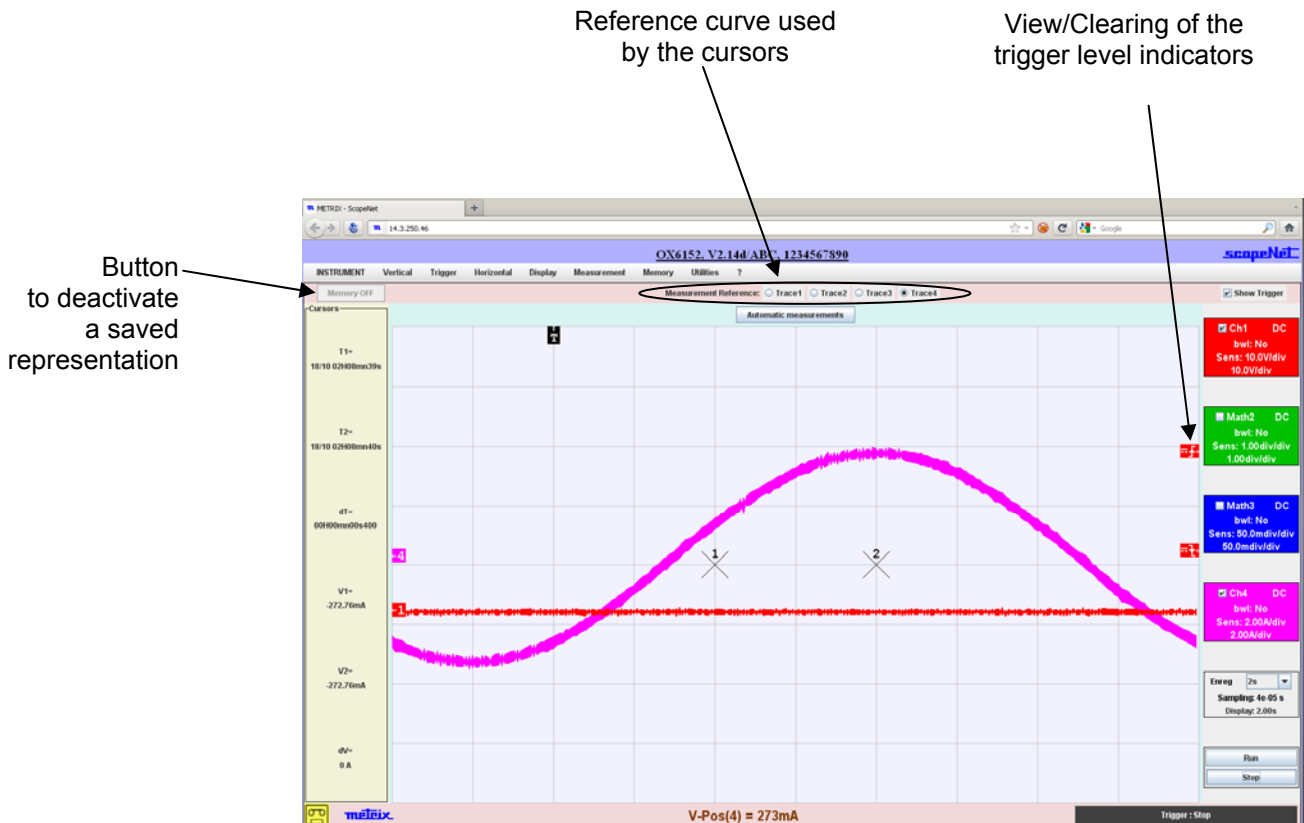 Reference curve used
by the cursors
View/Clearing of the
trigger level indicators
Button
to deactivate
a saved
representation
METRIX - ScopeNet
+
14.3.250.46
Google
OX6152, V2.14d/ABC, 1234567890
scopeNet
INSTRUMENT Vertical Trigger Horizontal Display Measurement Memory Utilities ?
Memory OFF
Measurement Reference: Trace1 Trace2 Trace3 Trace4
Show Trigger
Cursors
Automatic measurements
T1=
18/10 02H08mn39s
T2=
18/10 02H08mn40s
dT=
00H00mn00s400
V1=
-272.76mA
V2=
-272.76mA
dV=
0 A
T
4
1
1
2
Ch1 DC
bwl: No
Sens: 10.0V/div
10.0V/div
Math2 DC
bwl: No
Sens: 1.00div/div
1.00div/div
Math3 DC
bwl: No
Sens: 50.0mdiv/div
50.0mdiv/div
Ch4 DC
bwl: No
Sens: 2.00A/div
2.00A/div
Enreg 2s
Sampling: 4e-05 s
Display: 2.00s
Run
Stop
metrix
V-Pos(4) = 273mA
Trigger : Stop